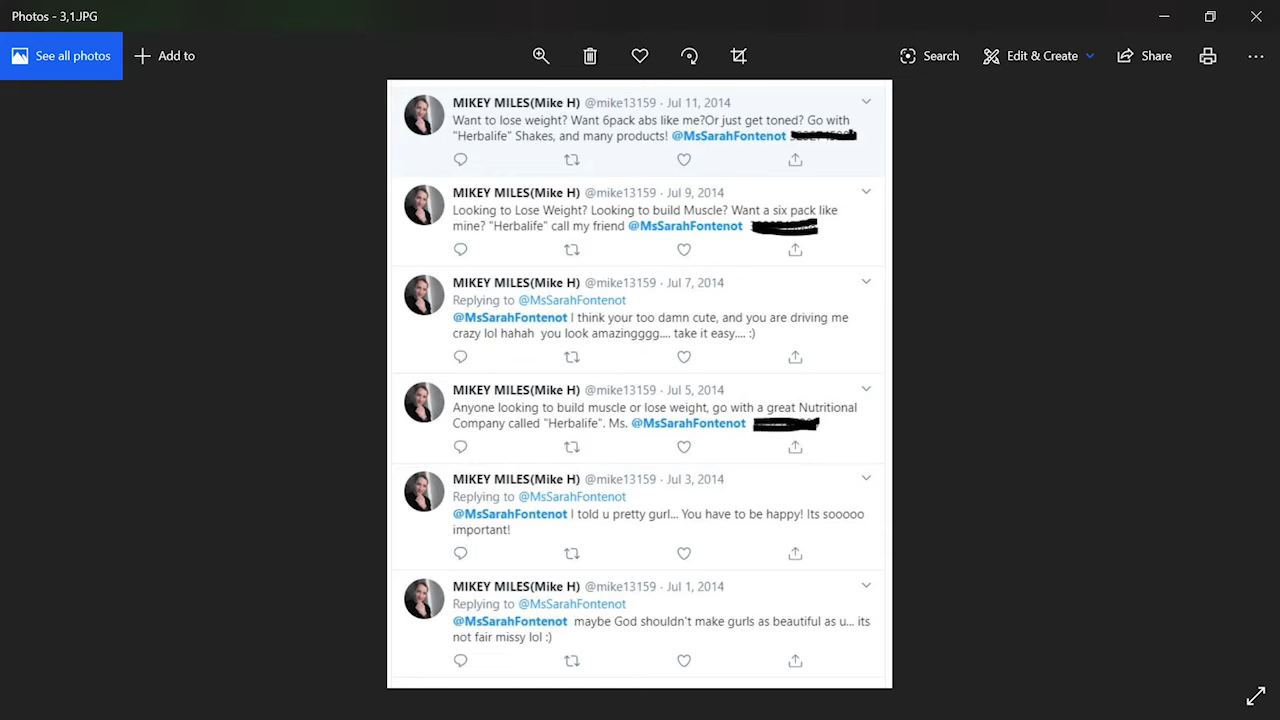 Photos - 3,1.JPG
See all photos
Add to
Search
Edit & Create
Share
MIKEY MILES(Mike H) @mike13159 · Jul 11, 2014
Want to lose weight? Want 6pack abs like me?Or just get toned? Go with
"Herbalife" Shakes, and many products! @MsSarahFontenot
MIKEY MILES(Mike H) @mike13159 · Jul 9, 2014
Looking to Lose Weight? Looking to build Muscle? Want a six pack like
mine? "Herbalife" call my friend @MsSarahFontenot
MIKEY MILES(Mike H) @mike13159 · Jul 7, 2014
Replying to @MsSarahFontenot
@MsSarahFontenot I think your too damn cute, and you are driving me
crazy lol hahah you look amazingggg.... take it easy.... :)
MIKEY MILES(Mike H) @mike13159 · Jul 5, 2014
Anyone looking to build muscle or lose weight, go with a great Nutritional
Company called "Herbalife". Ms. @MsSarahFontenot
MIKEY MILES(Mike H) @mike13159 · Jul 3, 2014
Replying to @MsSarahFontenot
@MsSarahFontenot I told u pretty gurl... You have to be happy! Its sooooo
important!
MIKEY MILES(Mike H) @mike13159 · Jul 1, 2014
Replying to @MsSarahFontenot
@MsSarahFontenot maybe God shouldn't make gurls as beautiful as u... its
not fair missy lol :)